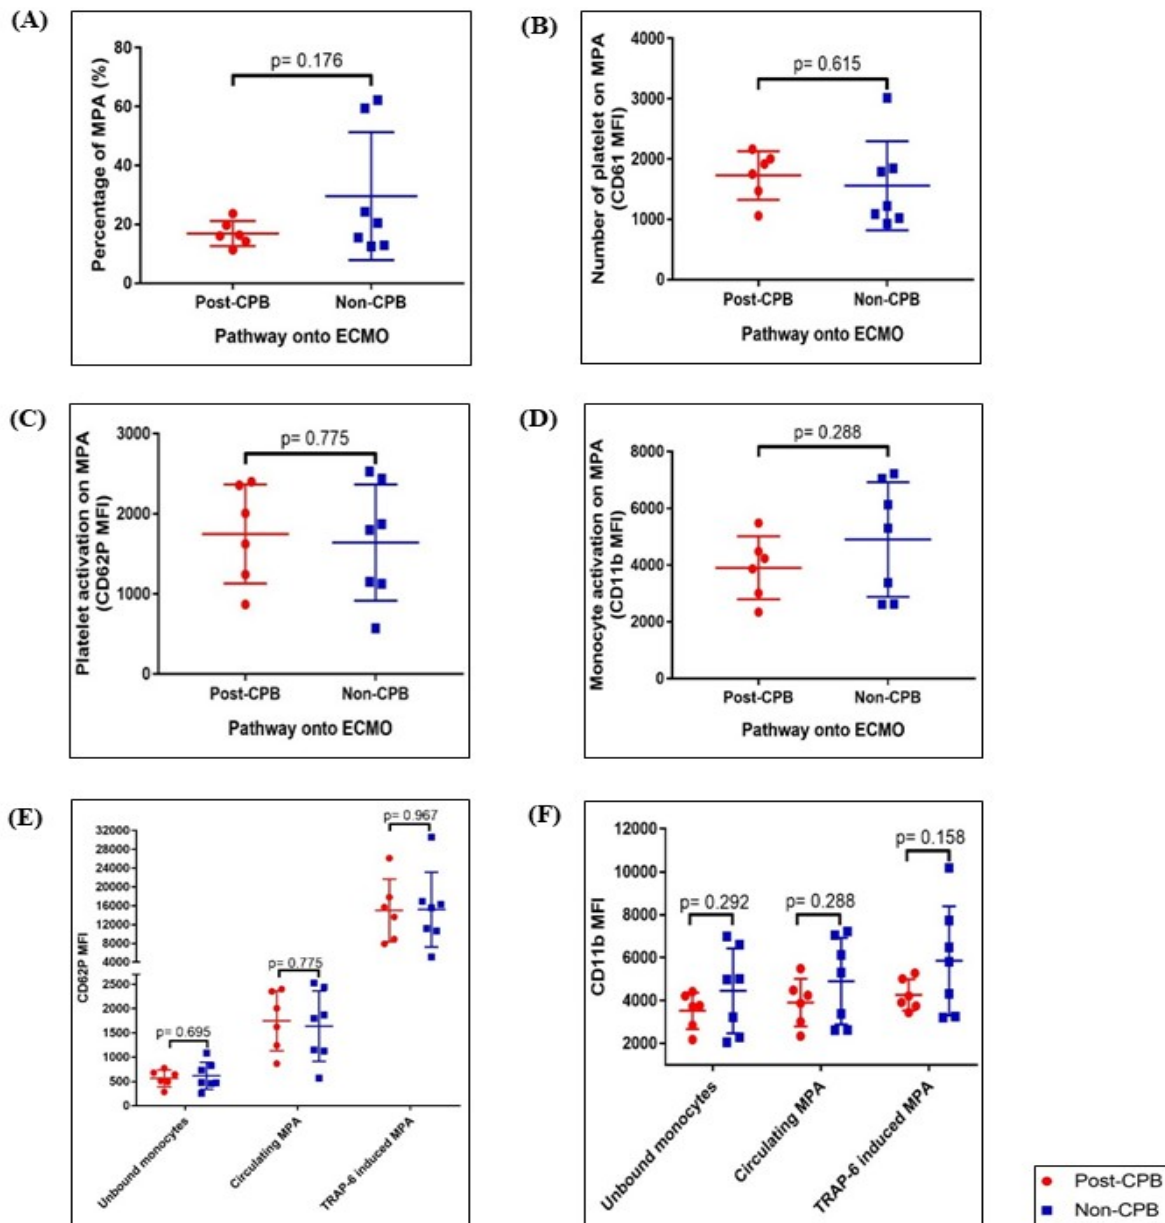 (A)
80
60
40
20
0
Percentage of MPA (%)
p= 0.176
Post-CPB
Non-CPB
Pathway onto ECMO
(B)
4000
3000
2000
1000
0
Number of platelet on MPA
(CD61 MFI)
p= 0.615
Post-CPB
Non-CPB
Pathway onto ECMO
(C)
3000
2000
1000
0
Platelet activation on MPA
(CD62P MFI)
p= 0.775
Post-CPB
Non-CPB
Pathway onto ECMO
(D)
8000
6000
4000
2000
0
Monocyte activation on MPA
(CD11b MFI)
p= 0.288
Post-CPB
Non-CPB
Pathway onto ECMO
(E)
32000
28000
24000
20000
16000
12000
8000
4000
2500
2000
1500
1000
500
0
CD62P MFI
p= 0.695
p= 0.775
p= 0.967
Unbound monocytes
Circulating MPA
TRAP-6 induced MPA
(F)
12000
10000
8000
6000
4000
2000
CD11b MFI
p= 0.292
p= 0.288
p= 0.158
Unbound monocytes
Circulating MPA
TRAP-6 induced MPA
Post-CPB
Non-CPB